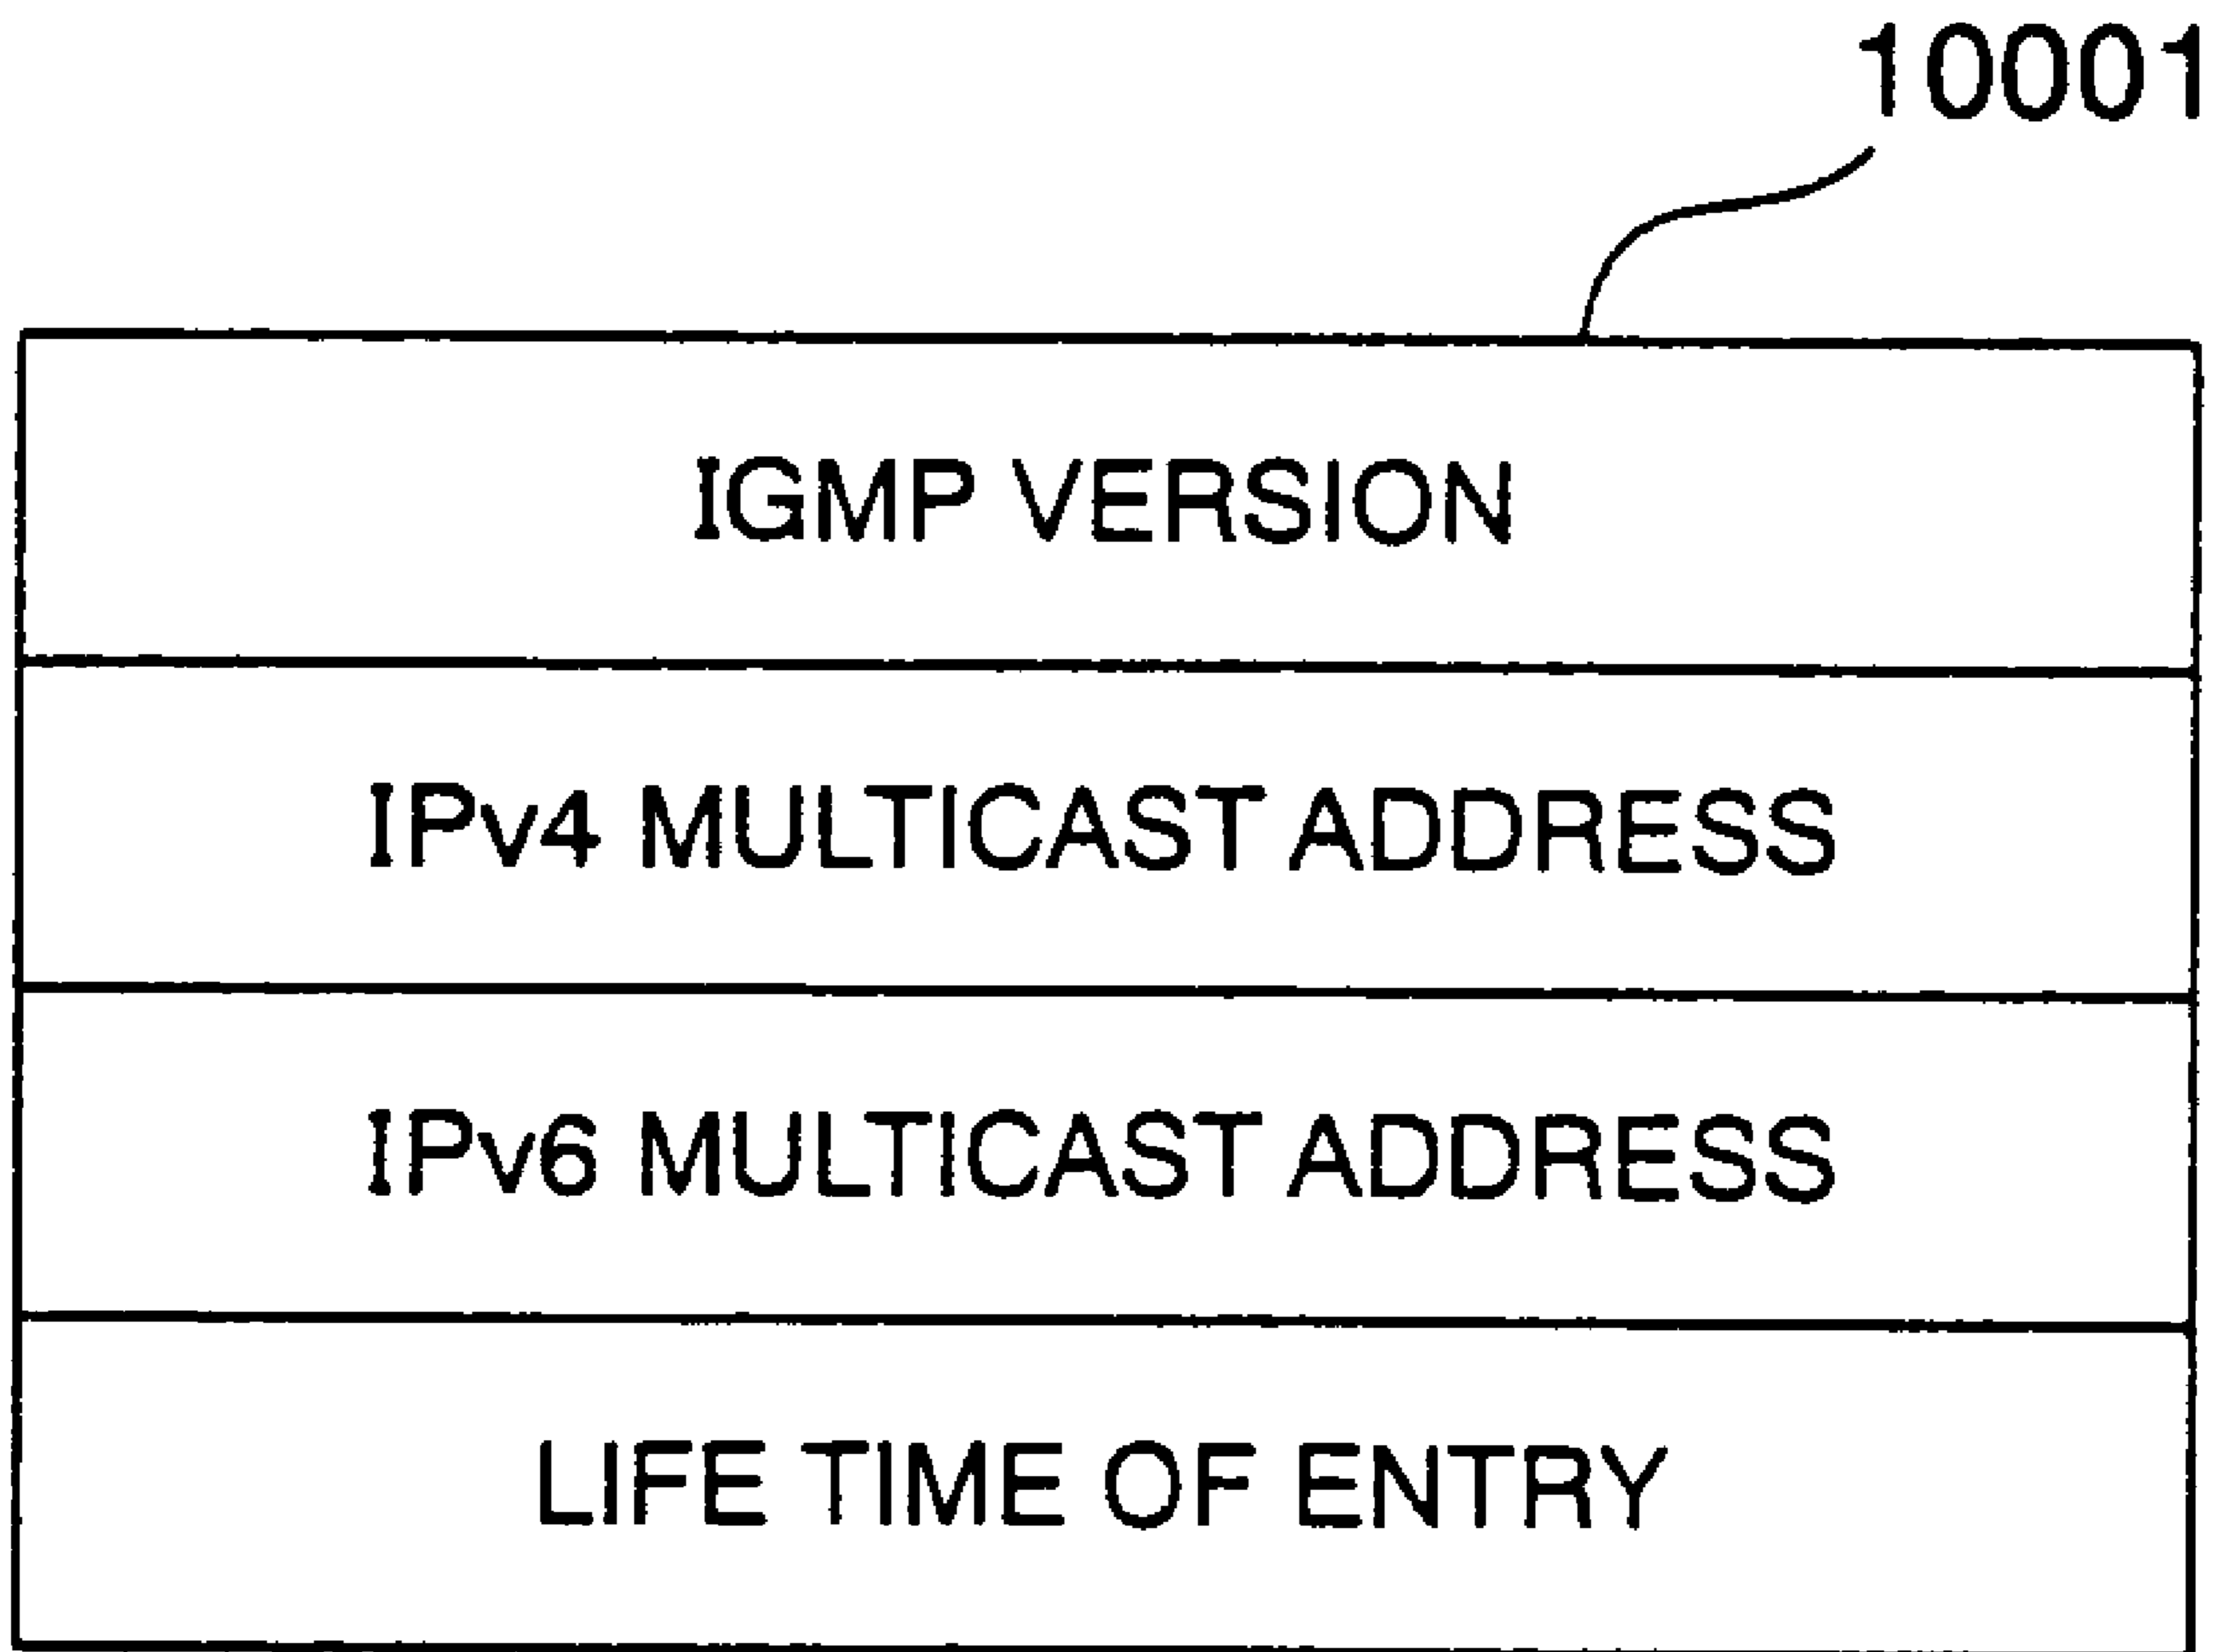 10001
IGMP VERSION
IPv4 MULTICAST ADDRESS
IPv6 MULTICAST ADDRESS
LIFE TIME OF ENTRY